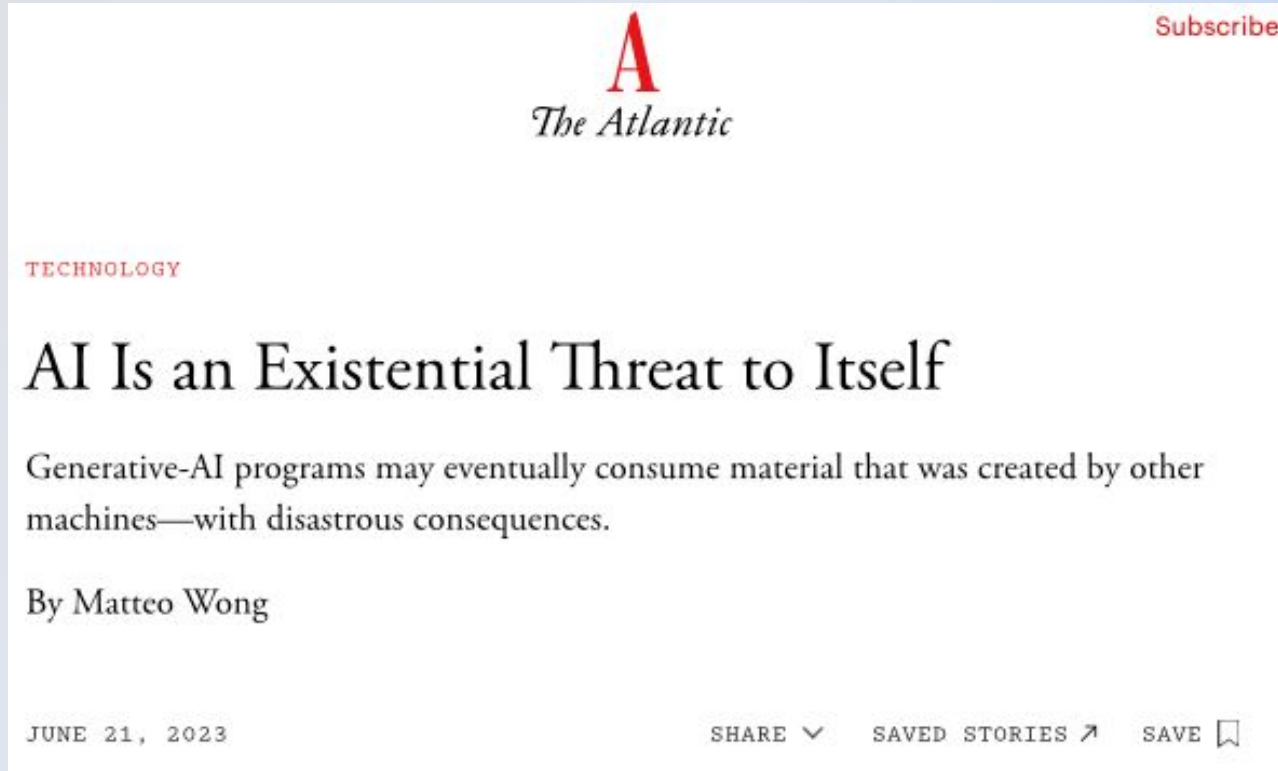 Subscribe
A
The Atlantic
TECHNOLOGY
AI Is an Existential Threat to Itself
Generative-AI programs may eventually consume material that was created by other
machines—with disastrous consequences.
By Matteo Wong
JUNE 21, 2023 SHARE SAVED STORIES SAVE